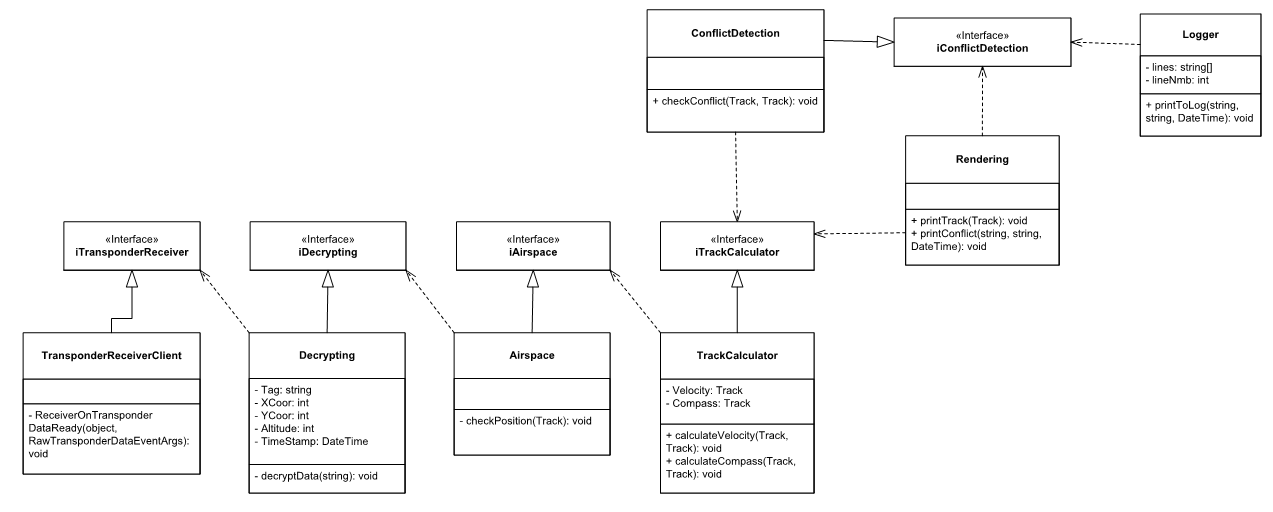 ConflictDetection
+ checkConflict(Track, Track): void
«Interface»
iConflictDetection
Logger
- lines: string[]
- lineNmb: int
+ printToLog(string,
string, DateTime): void
Rendering
+ printTrack(Track): void
+ printConflict(string, string,
DateTime): void
«Interface»
iTransponderReceiver
«Interface»
iDecrypting
«Interface»
iAirspace
«Interface»
iTrackCalculator
TransponderReceiverClient
- ReceiverOnTransponder
DataReady(object,
RawTransponderDataEventArgs):
void
Decrypting
- Tag: string
- XCoor: int
- YCoor: int
- Altitude: int
- TimeStamp: DateTime
- decryptData(string): void
Airspace
- checkPosition(Track): void
TrackCalculator
- Velocity: Track
- Compass: Track
+ calculateVelocity(Track,
Track): void
+ calculateCompass(Track,
Track): void